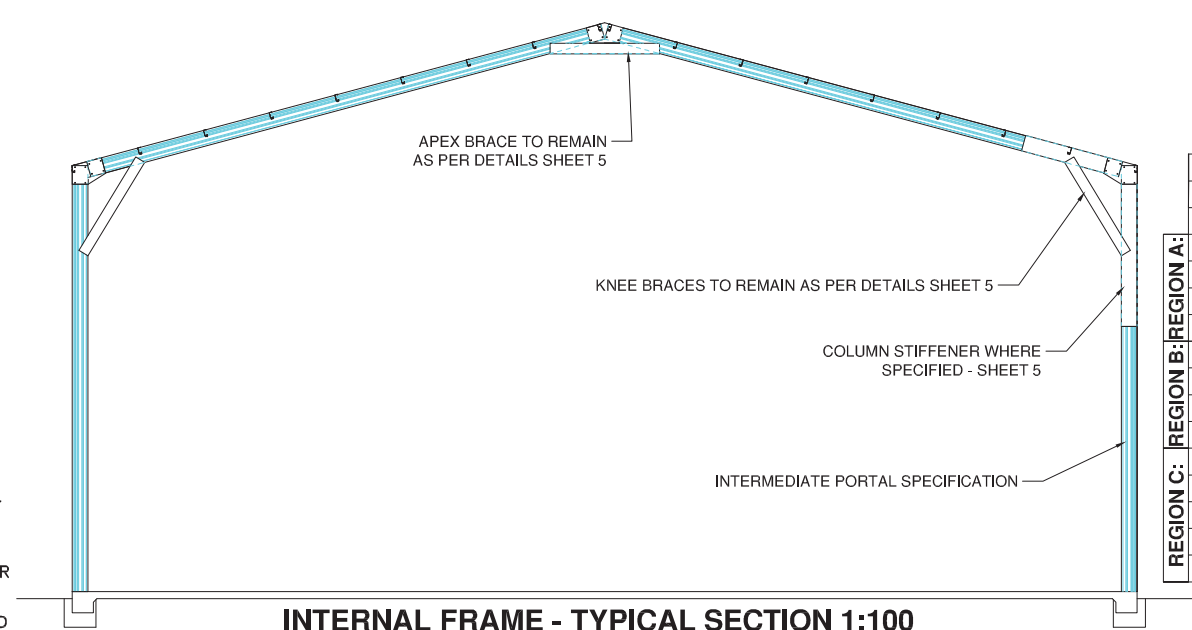 APEX BRACE TO REMAIN
AS PER DETAILS SHEET 5
KNEE BRACES TO REMAIN AS PER DETAILS SHEET 5
COLUMN STIFFENER WHERE
SPECIFIED - SHEET 5
INTERMEDIATE PORTAL SPECIFICATION
REGION A:
REGION B:
REGION C:
INTERNAL FRAME - TYPICAL SECTION 1:100